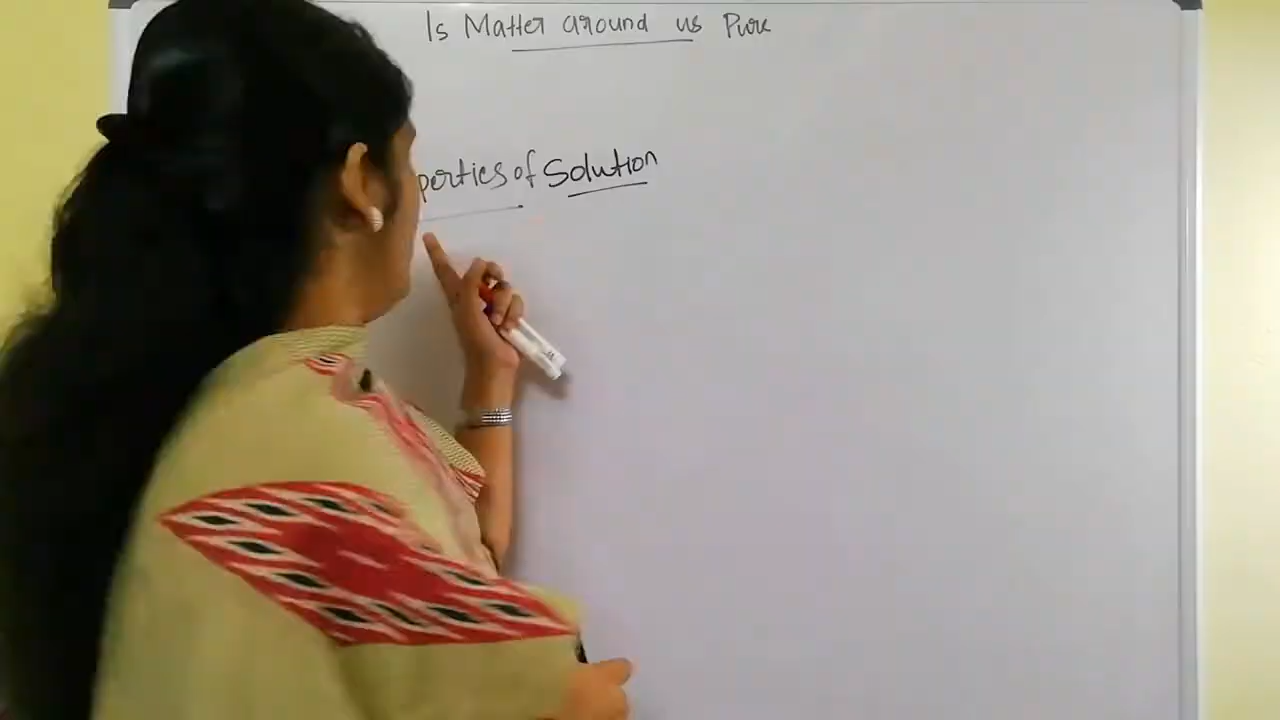 Is Matter around us Pure
perties of Solution